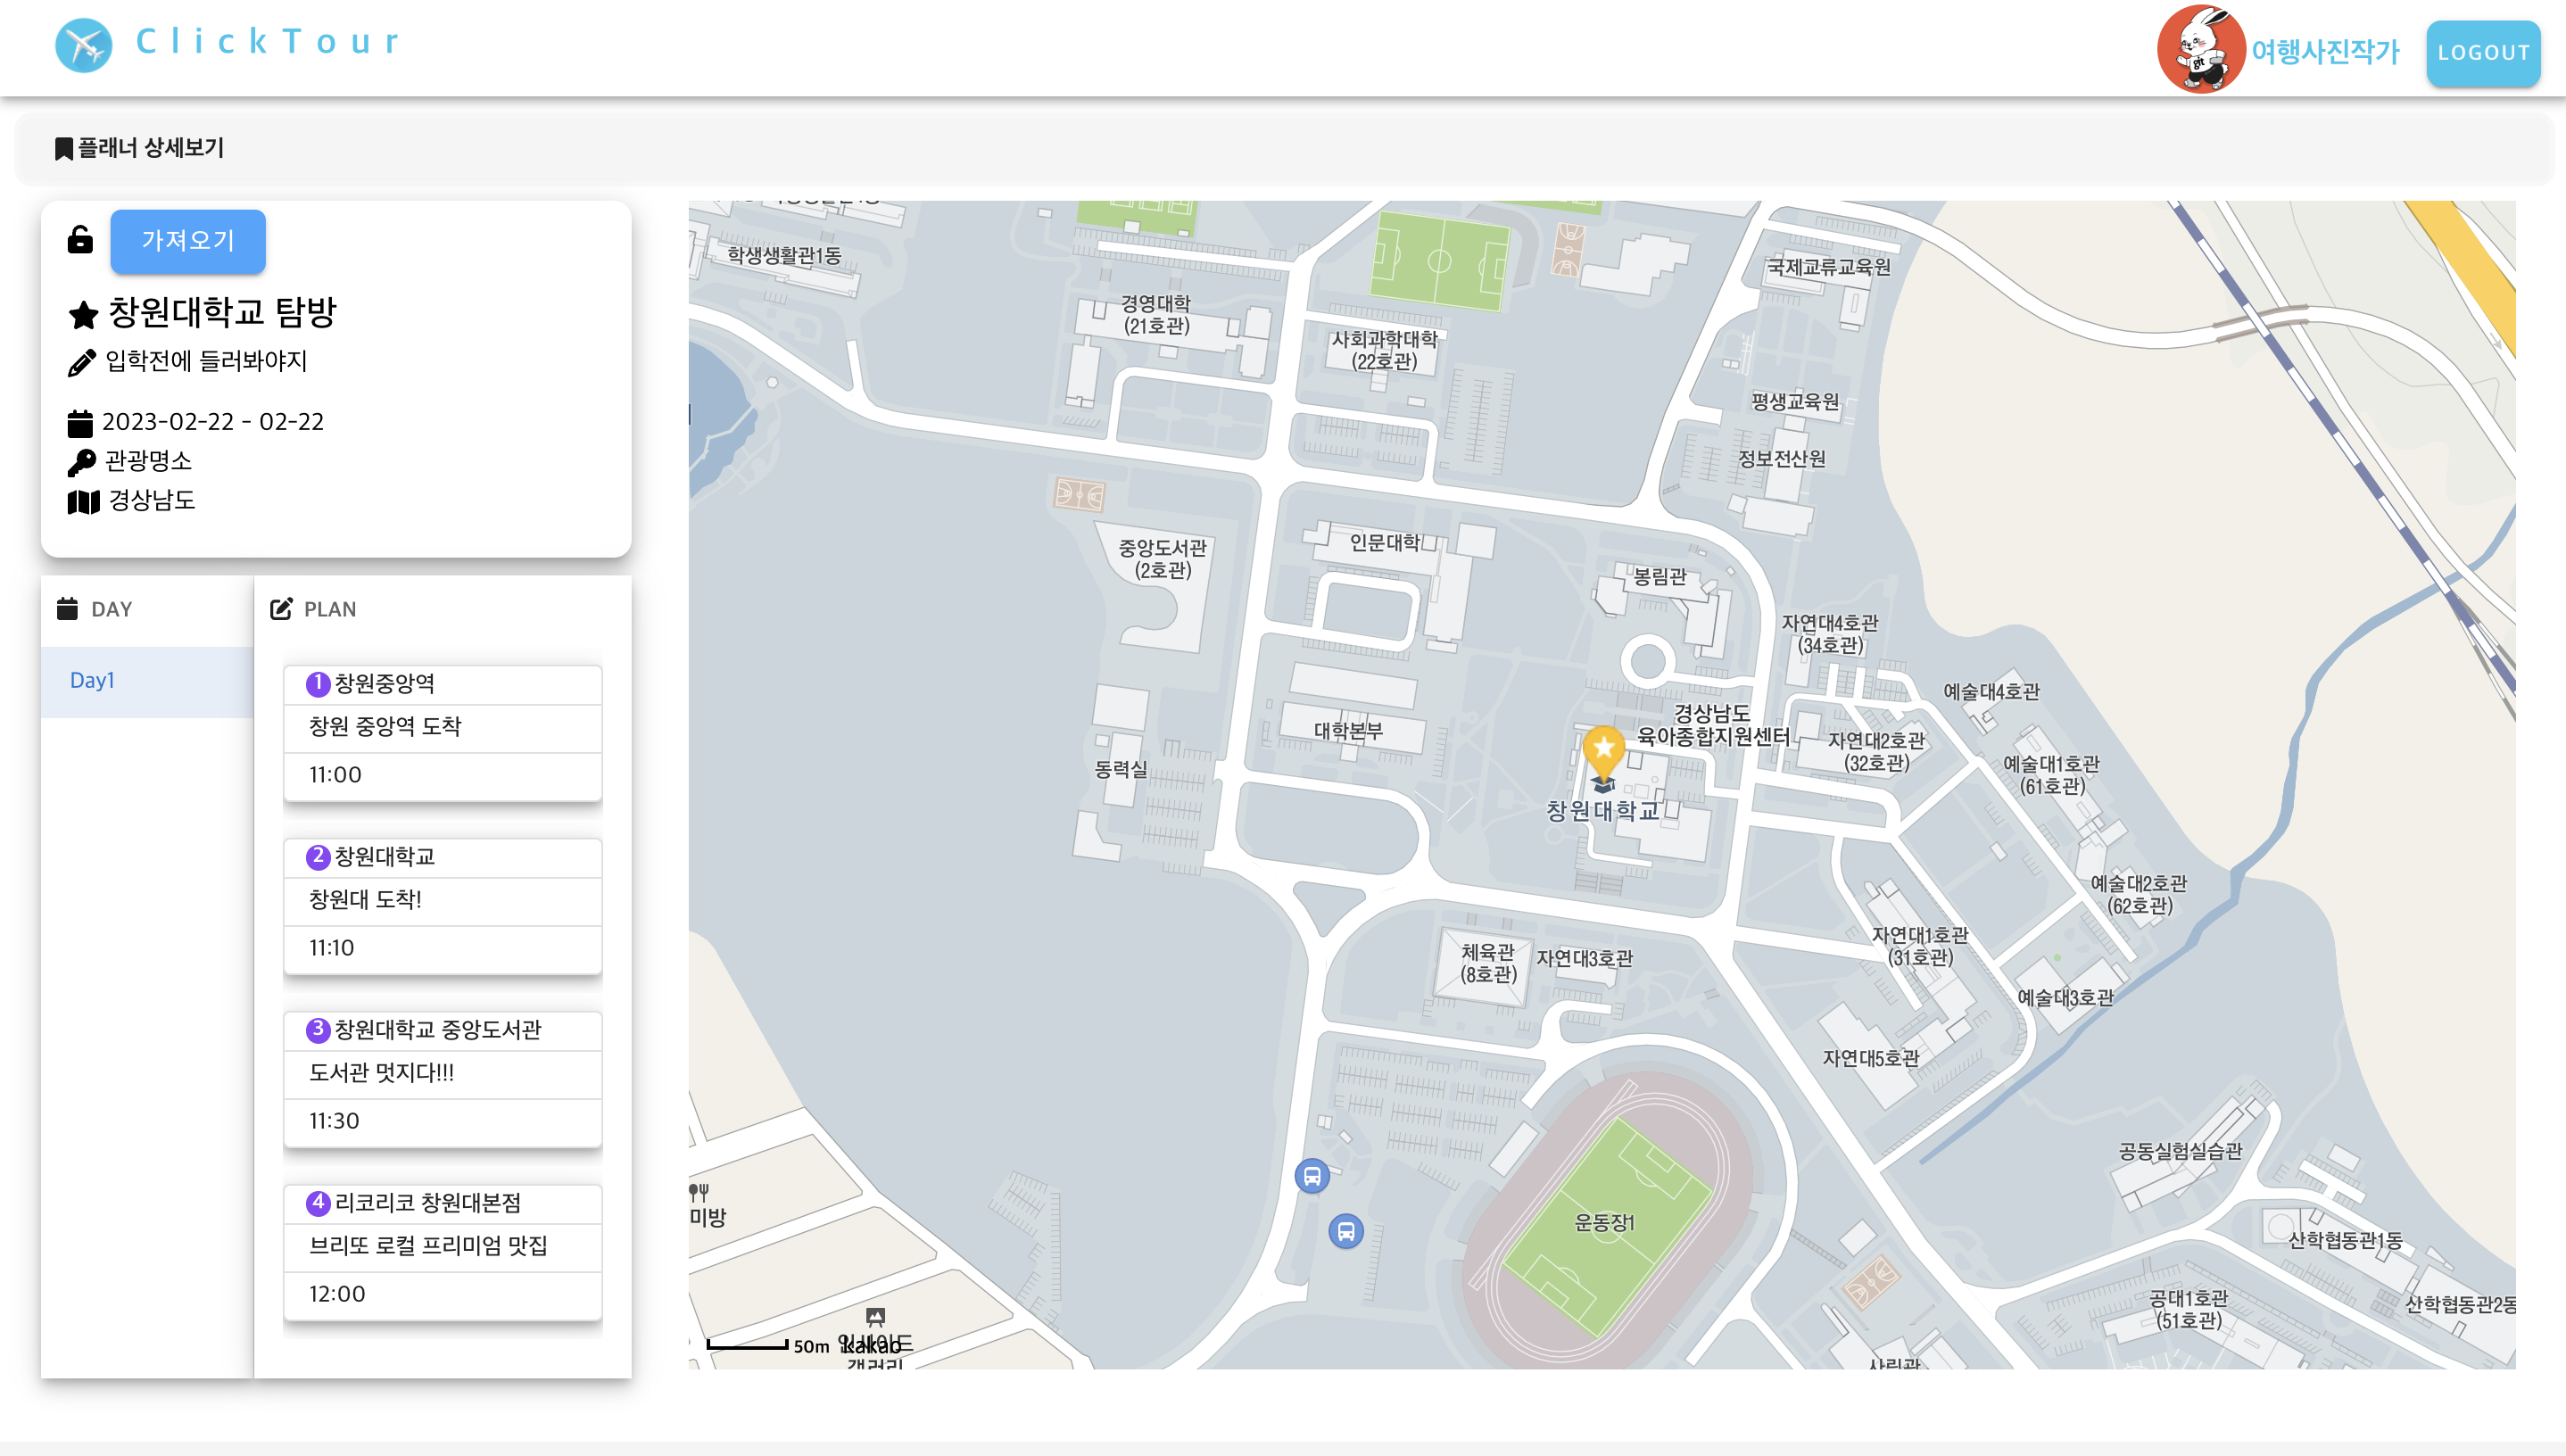 ClickTour
git
여행사진작가
LOGOUT
플래너 상세보기
가져오기
창원대학교 탐방
입학전에 들러봐야지
2023-02-22 - 02-22
관광명소
경상남도
DAY
PLAN
Day1
1 창원중앙역
창원 중앙역 도착
11:00
2 창원대학교
창원대 도착!
11:10
3 창원대학교 중앙도서관
도서관 멋지다!!!
11:30
4 리코리코 창원대본점
브리또 로컬 프리미엄 맛집
12:00
학생생활관1동
국제교류교육원
경영대학
(21호관)
사회과학대학
(22호관)
평생교육원
정보전산원
중앙도서관
(2호관)
인문대학
봉림관
자연대4호관
(34호관)
예술대4호관
경상남도
육아종합지원센터
대학본부
자연대2호관
(32호관)
동력실
예술대1호관
(61호관)
창원대학교
예술대2호관
(62호관)
자연대1호관
(31호관)
체육관
(8호관)
자연대3호관
예술대3호관
자연대5호관
공동실험실습관
미방
운동장1
산학협동관1동
공대1호관
(51호관)
산학협동관2동
50m
kakao
인사이드
갤러리
사림관